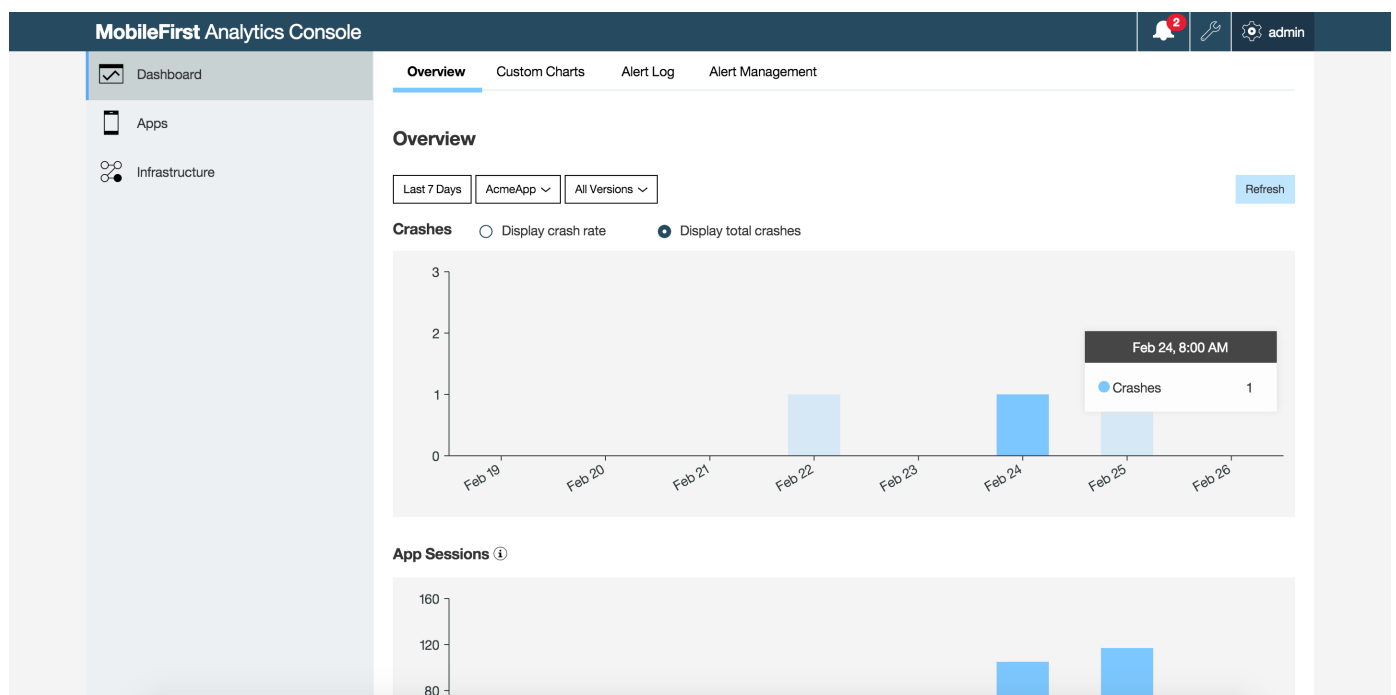 MobileFirst Analytics Console
2
admin
Dashboard
Apps
Infrastructure
Overview Custom Charts Alert Log Alert Management
Overview
Last 7 Days AcmeApp All Versions Refresh
Crashes Display crash rate Display total crashes
3
2
1
0
Feb 24, 8:00 AM
Crashes 1
Feb 19 Feb 20 Feb 21 Feb 22 Feb 23 Feb 24 Feb 25 Feb 26
App Sessions
160
120
80